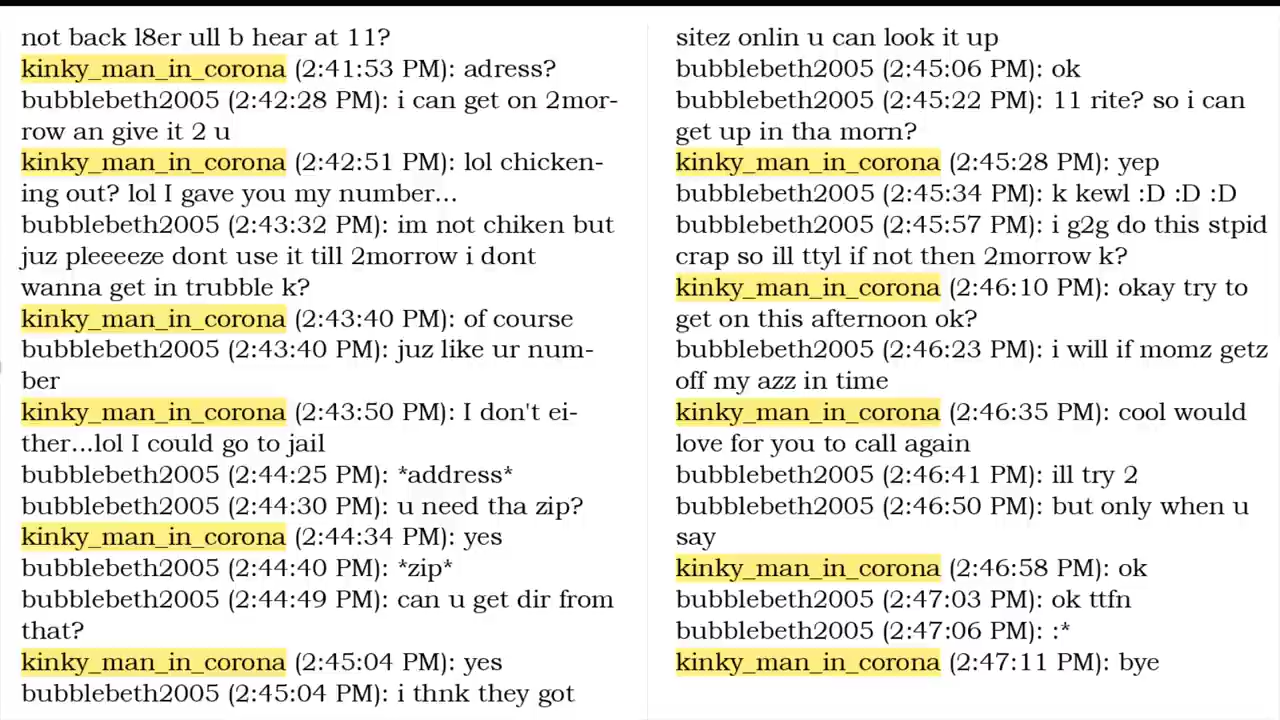 not back l8er ull b hear at 11?
kinky_man_in_corona (2:41:53 PM): adress?
bubblebeth2005 (2:42:28 PM): i can get on 2mor-
row an give it 2 u
kinky_man_in_corona (2:42:51 PM): lol chicken-
ing out? lol I gave you my number...
bubblebeth2005 (2:43:32 PM): im not chiken but
juz pleeeeze dont use it till 2morrow i dont
wanna get in trubble k?
kinky_man_in_corona (2:43:40 PM): of course
bubblebeth2005 (2:43:40 PM): juz like ur num-
ber
kinky_man_in_corona (2:43:50 PM): I don't ei-
ther...lol I could go to jail
bubblebeth2005 (2:44:25 PM): *address*
bubblebeth2005 (2:44:30 PM): u need tha zip?
kinky_man_in_corona (2:44:34 PM): yes
bubblebeth2005 (2:44:40 PM): *zip*
bubblebeth2005 (2:44:49 PM): can u get dir from
that?
kinky_man_in_corona (2:45:04 PM): yes
bubblebeth2005 (2:45:04 PM): i thnk they got
sitez onlin u can look it up
bubblebeth2005 (2:45:06 PM): ok
bubblebeth2005 (2:45:22 PM): 11 rite? so i can
get up in tha morn?
kinky_man_in_corona (2:45:28 PM): yep
bubblebeth2005 (2:45:34 PM): k kewl :D :D :D
bubblebeth2005 (2:45:57 PM): i g2g do this stpid
crap so ill ttyl if not then 2morrow k?
kinky_man_in_corona (2:46:10 PM): okay try to
get on this afternoon ok?
bubblebeth2005 (2:46:23 PM): i will if momz getz
off my azz in time
kinky_man_in_corona (2:46:35 PM): cool would
love for you to call again
bubblebeth2005 (2:46:41 PM): ill try 2
bubblebeth2005 (2:46:50 PM): but only when u
say
kinky_man_in_corona (2:46:58 PM): ok
bubblebeth2005 (2:47:03 PM): ok ttfn
bubblebeth2005 (2:47:06 PM): :*
kinky_man_in_corona (2:47:11 PM): bye